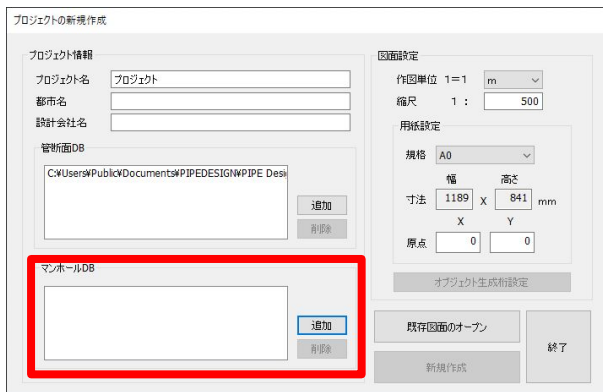 プロジェクトの新規作成
プロジェクト情報
プロジェクト名 プロジェクト
都市名
設計会社名
管断面DB
C:¥Users¥Public¥Documents¥PIPEDESIGN¥PIPE Desi
追加
削除
マンホールDB
追加
削除
図面設定
作図単位 1=1 m
縮尺 1 : 500
用紙設定
規格 A0
幅 高さ
寸法 1189 X 841 mm
X Y
原点 0 0
オブジェクト生成桁設定
既存図面のオープン
新規作成
終了